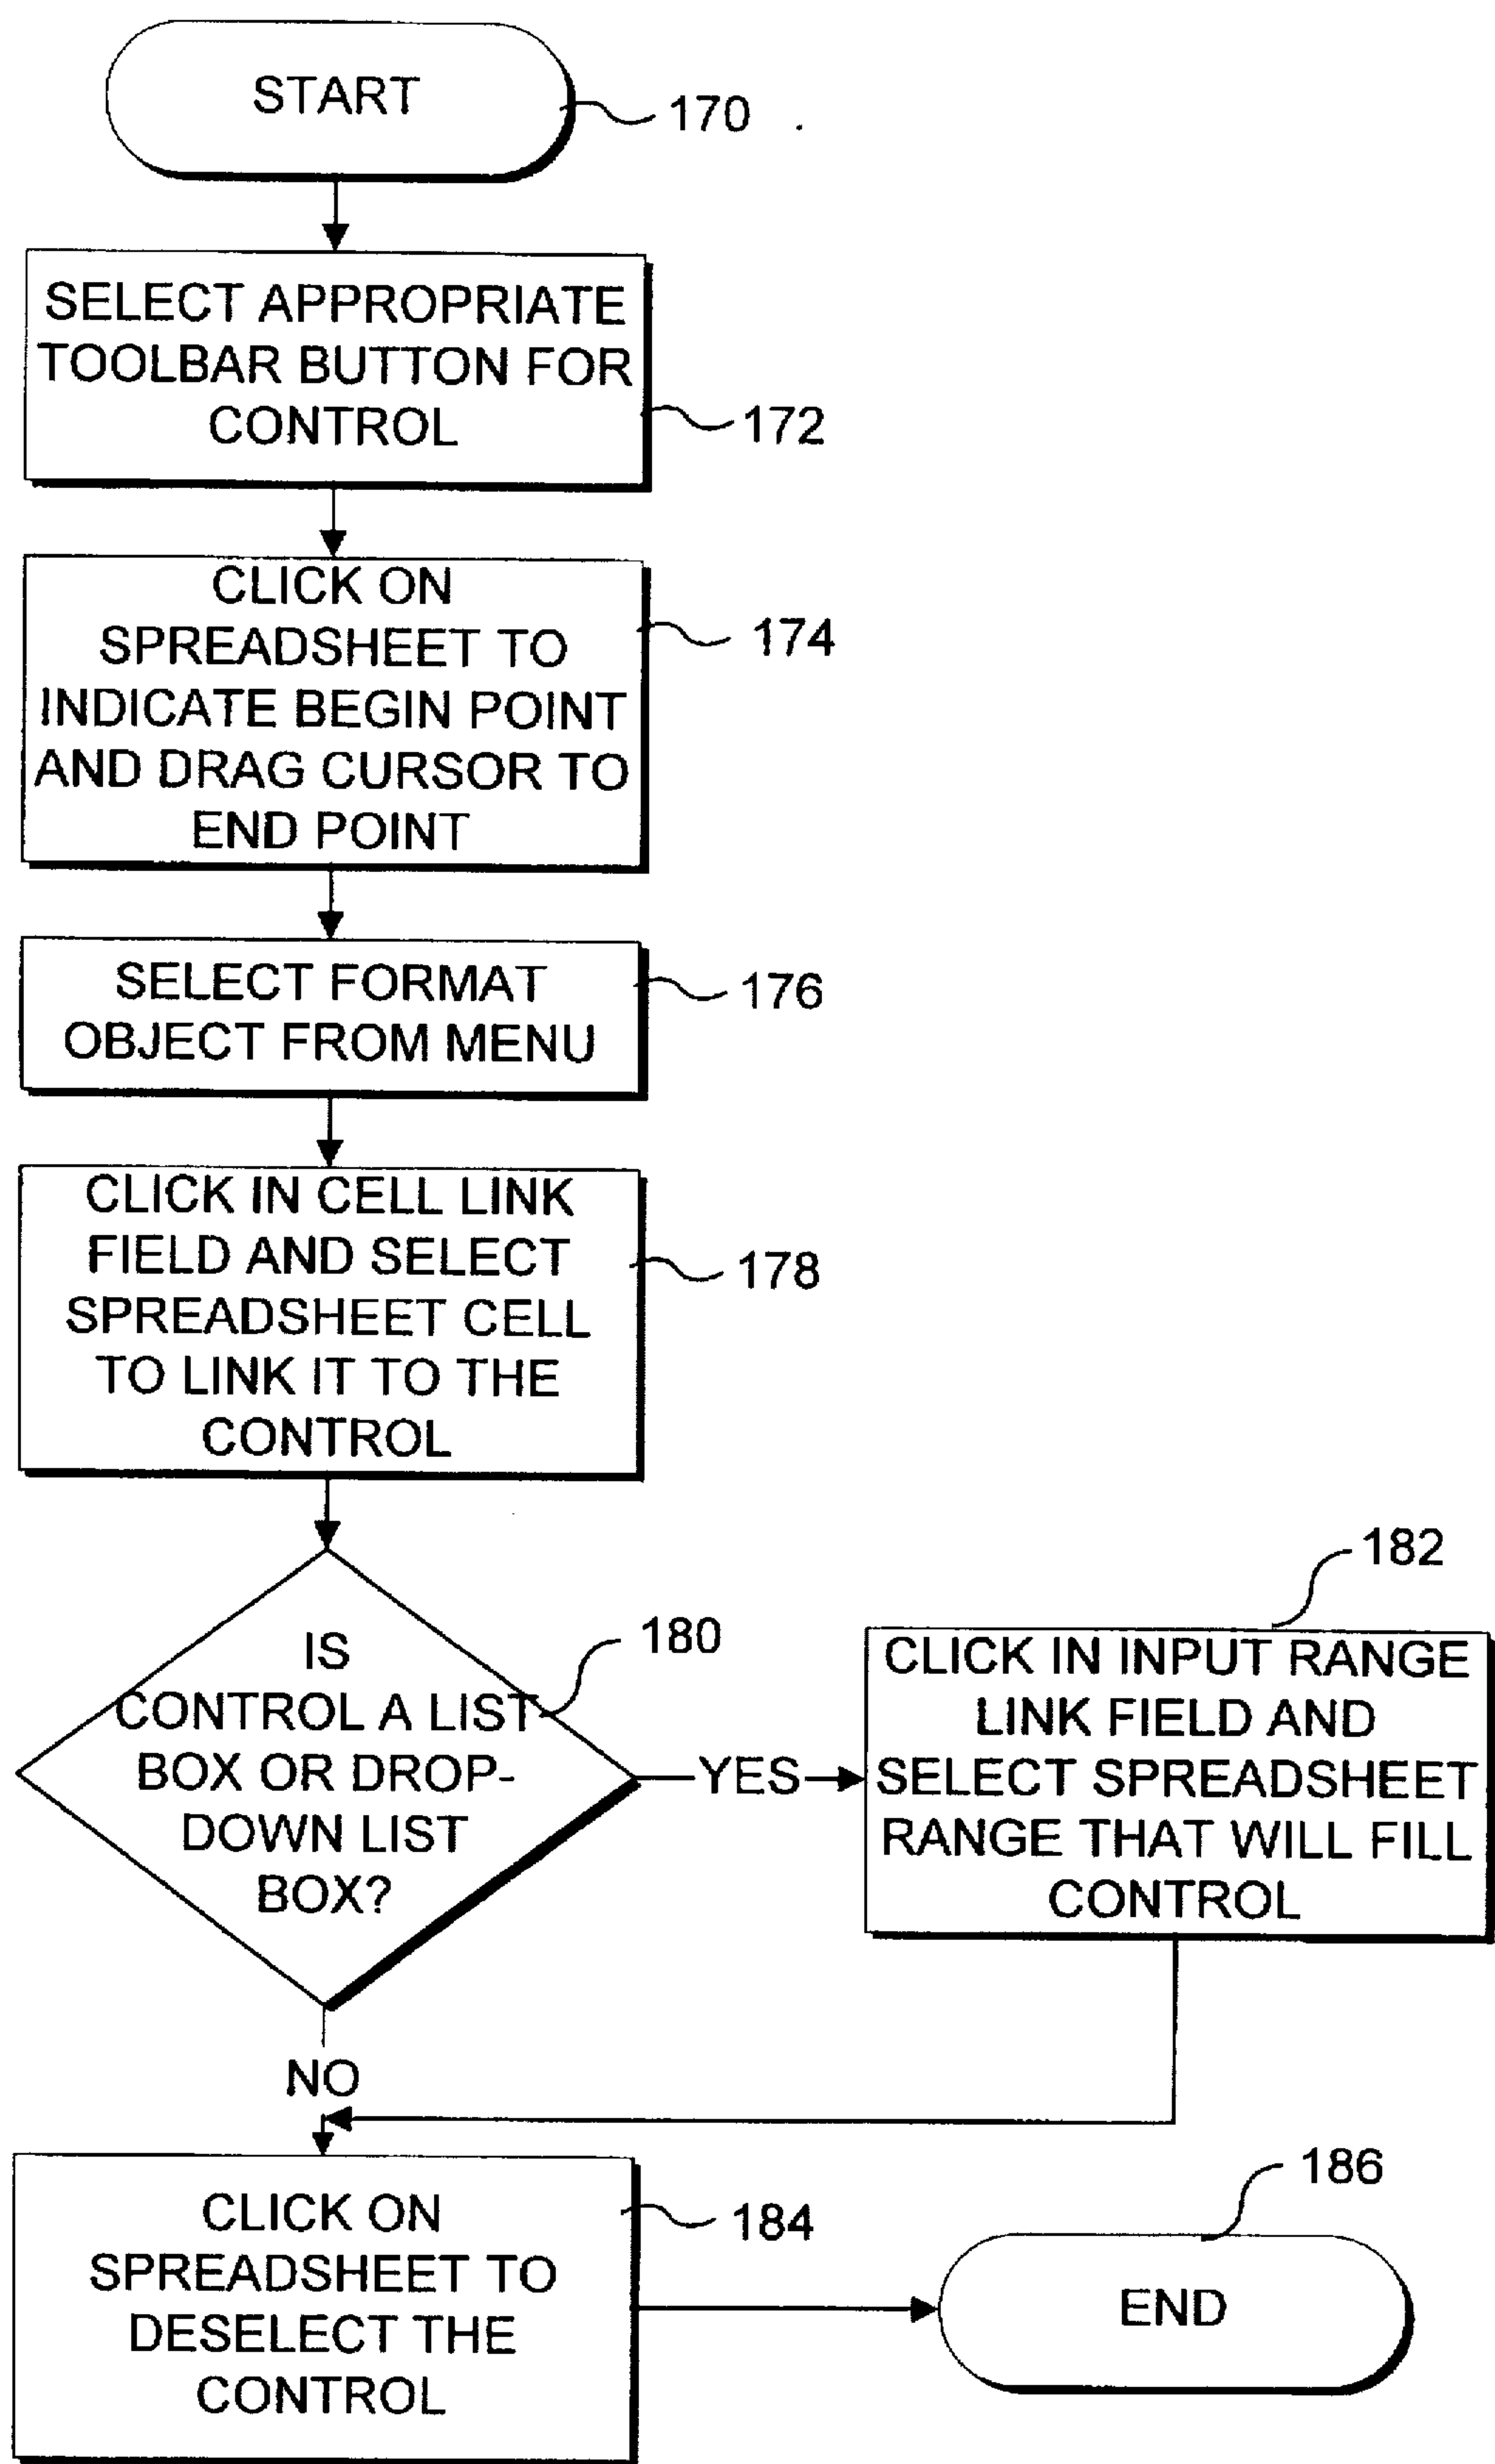 START
170
SELECT APPROPRIATE
TOOLBAR BUTTON FOR
CONTROL
172
CLICK ON
SPREADSHEET TO
INDICATE BEGIN POINT
AND DRAG CURSOR TO
END POINT
174
SELECT FORMAT
OBJECT FROM MENU
176
CLICK IN CELL LINK
FIELD AND SELECT
SPREADSHEET CELL
TO LINK IT TO THE
CONTROL
178
IS
CONTROL A LIST
BOX OR DROP-
DOWN LIST
BOX?
180
YES
182
CLICK IN INPUT RANGE
LINK FIELD AND
SELECT SPREADSHEET
RANGE THAT WILL FILL
CONTROL
NO
CLICK ON
SPREADSHEET TO
DESELECT THE
CONTROL
184
186
END